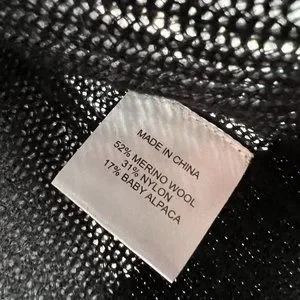 MADE IN CHINA
52% MERINO WOOL
31% NYLON
17% BABY ALPACA